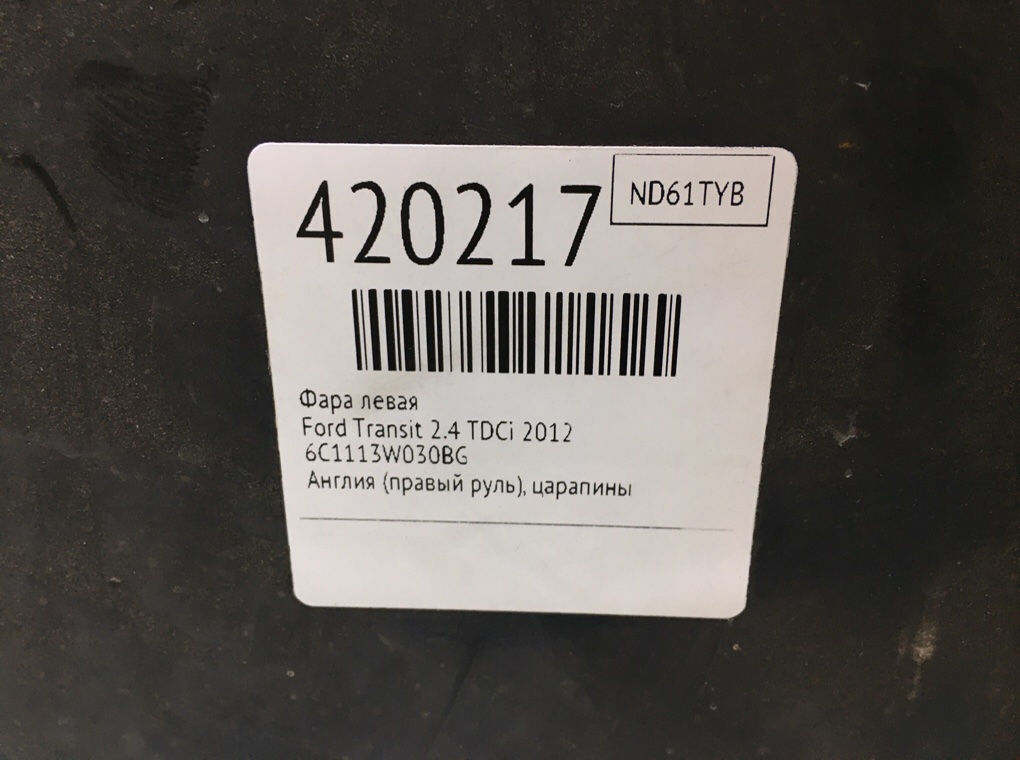 420217
ND61TYB
Фара левая
Ford Transit 2.4 TDCi 2012
6C1113W030BG
Англия (правый руль), царапины